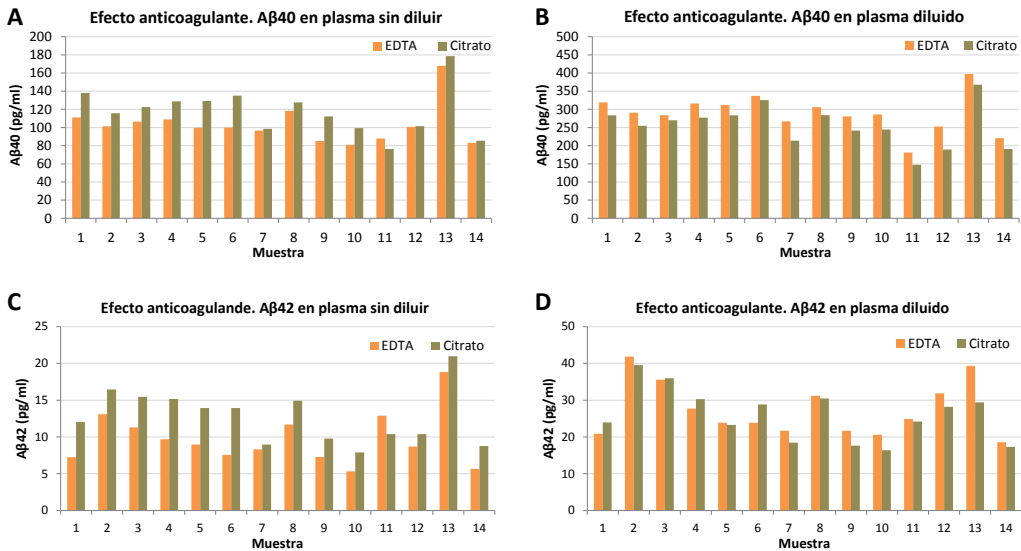 A
Efecto anticoagulante. Aβ40 en plasma sin diluir
Aβ40 (pg/ml)
200
180
160
140
120
100
80
60
40
20
0
EDTA Citrato
1 2 3 4 5 6 7 8 9 10 11 12 13 14
Muestra
B
Efecto anticoagulante. Aβ40 en plasma diluido
Aβ40 (pg/ml)
500
450
400
350
300
250
200
150
100
50
0
EDTA Citrato
1 2 3 4 5 6 7 8 9 10 11 12 13 14
Muestra
C
Efecto anticoagulande. Aβ42 en plasma sin diluir
Aβ42 (pg/ml)
25
20
15
10
5
0
EDTA Citrato
1 2 3 4 5 6 7 8 9 10 11 12 13 14
Muestra
D
Efecto anticoagulante. Aβ42 en plasma diluido
Aβ42 (pg/ml)
50
40
30
20
10
0
EDTA Citrato
1 2 3 4 5 6 7 8 9 10 11 12 13 14
Muestra